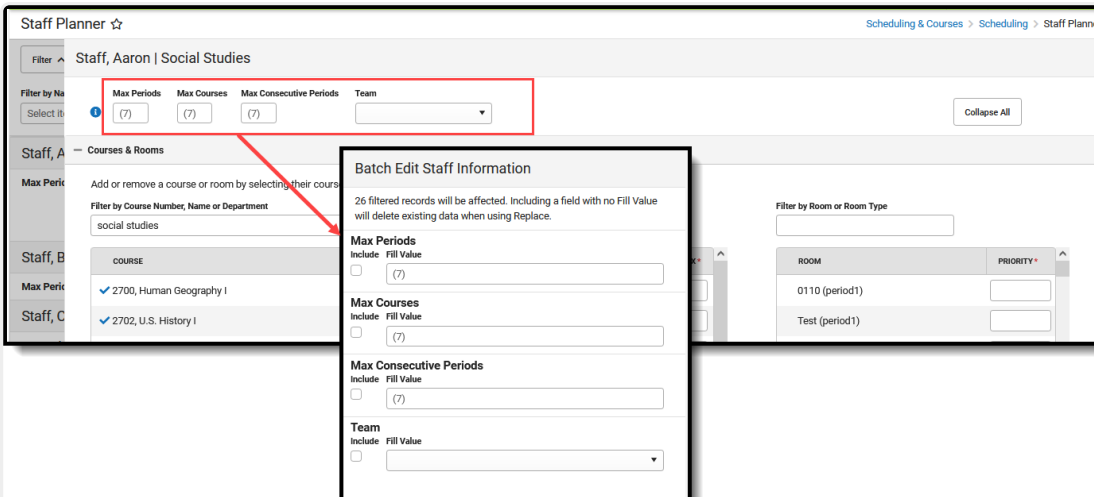 Staff Planner
Scheduling & Courses > Scheduling > Staff Plann
Filter
Staff, Aaron | Social Studies
Filter by Na
Select it
Max Periods Max Courses Max Consecutive Periods Team
(7) (7) (7)
Collapse All
Staff, A
Courses & Rooms
Max Peri
Add or remove a course or room by selecting their cours
Filter by Course Number, Name or Department
social studies
Filter by Room or Room Type
Staff, B
COURSE
X*
ROOM PRIORITY*
Max Peri
2700, Human Geography I
0110 (period1)
Staff, C
2702, U.S. History I
Test (period1)
Batch Edit Staff Information
26 filtered records will be affected. Including a field with no Fill Value
will delete existing data when using Replace.
Max Periods
Include Fill Value
(7)
Max Courses
Include Fill Value
(7)
Max Consecutive Periods
Include Fill Value
(7)
Team
Include Fill Value